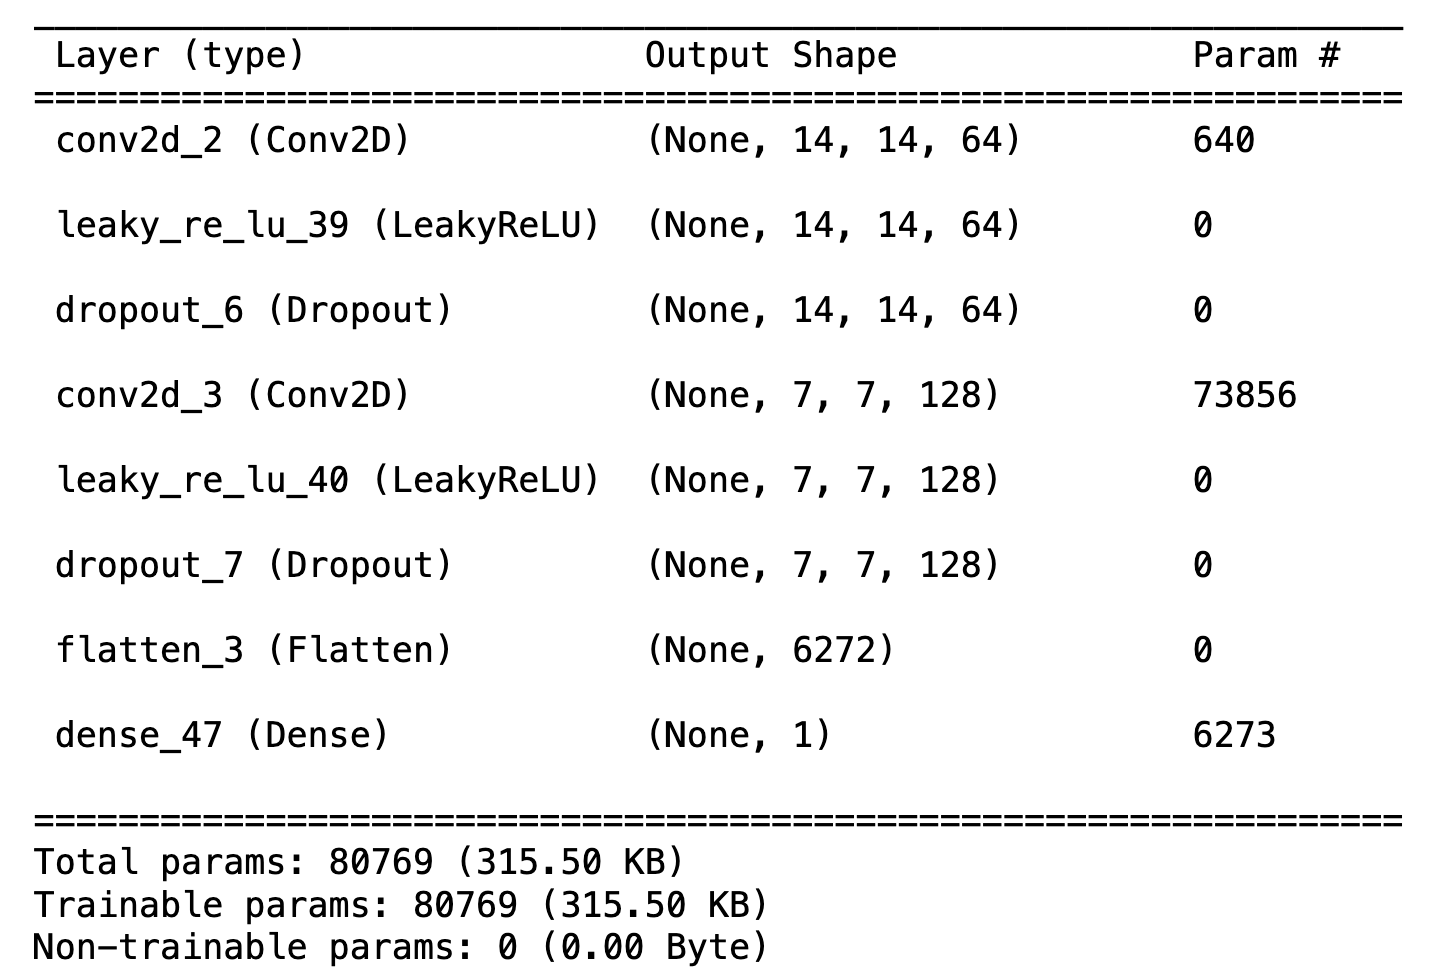 Layer (type) Output Shape Param #
conv2d_2 (Conv2D) (None, 14, 14, 64) 640
leaky_re_lu_39 (LeakyReLU) (None, 14, 14, 64) 0
dropout_6 (Dropout) (None, 14, 14, 64) 0
conv2d_3 (Conv2D) (None, 7, 7, 128) 73856
leaky_re_lu_40 (LeakyReLU) (None, 7, 7, 128) 0
dropout_7 (Dropout) (None, 7, 7, 128) 0
flatten_3 (Flatten) (None, 6272) 0
dense_47 (Dense) (None, 1) 6273
Total params: 80769 (315.50 KB)
Trainable params: 80769 (315.50 KB)
Non-trainable params: 0 (0.00 Byte)